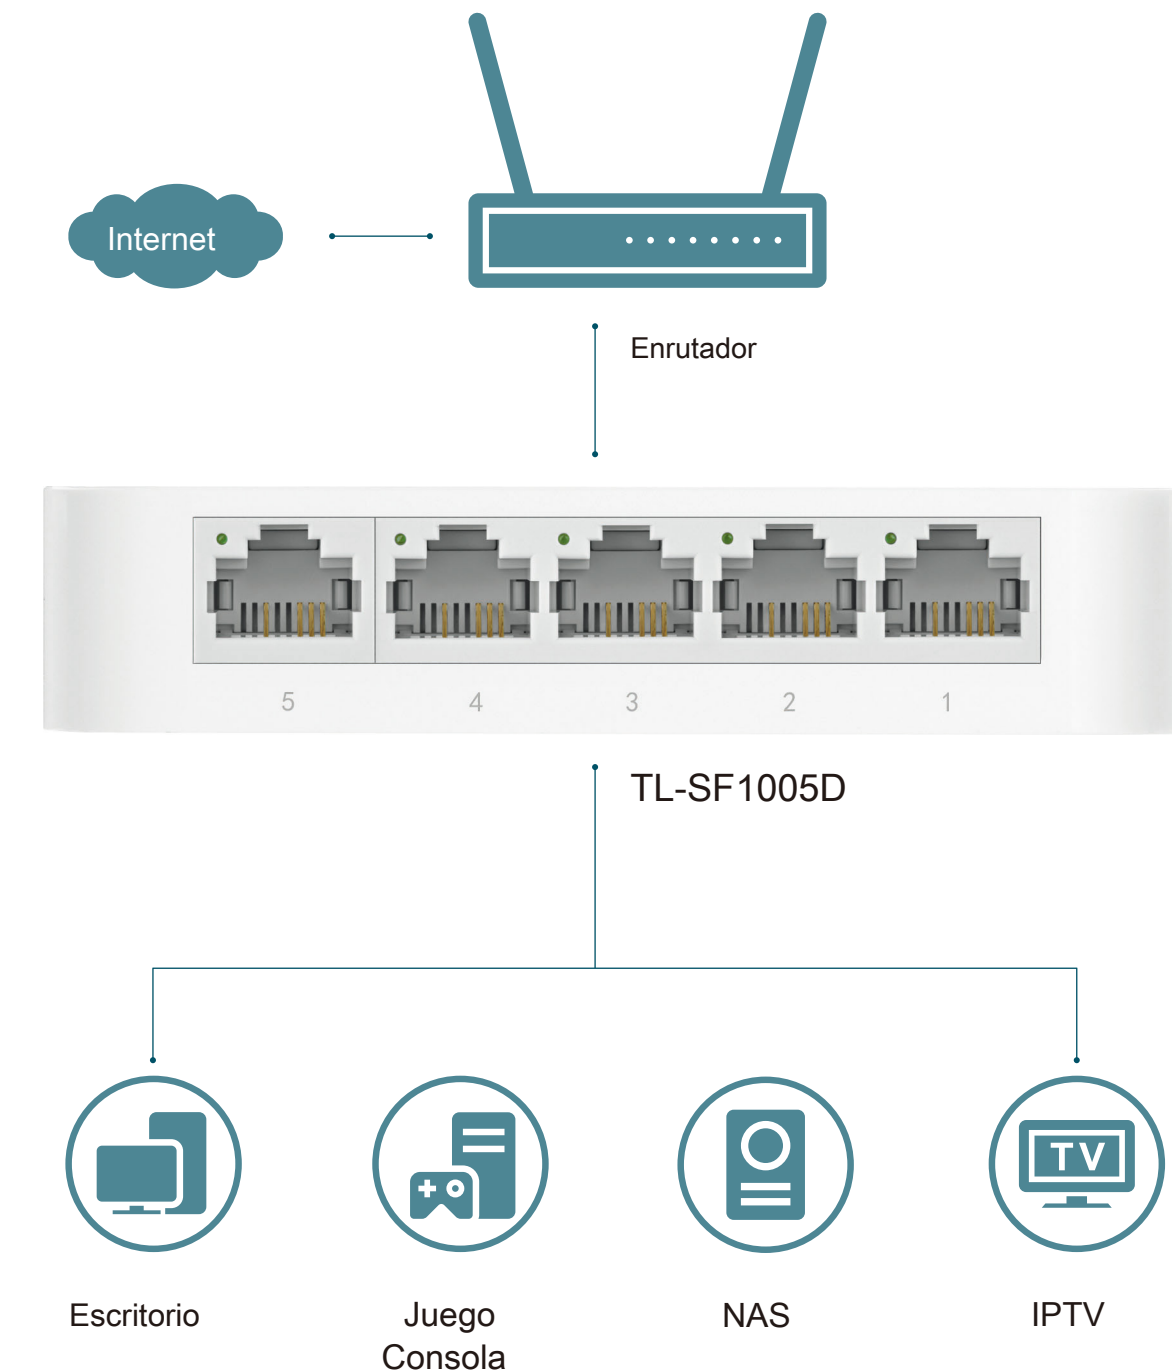 Internet
Enrutador
5 4 3 2 1
TL-SF1005D
TV
Escritorio
Juego
Consola
NAS
IPTV